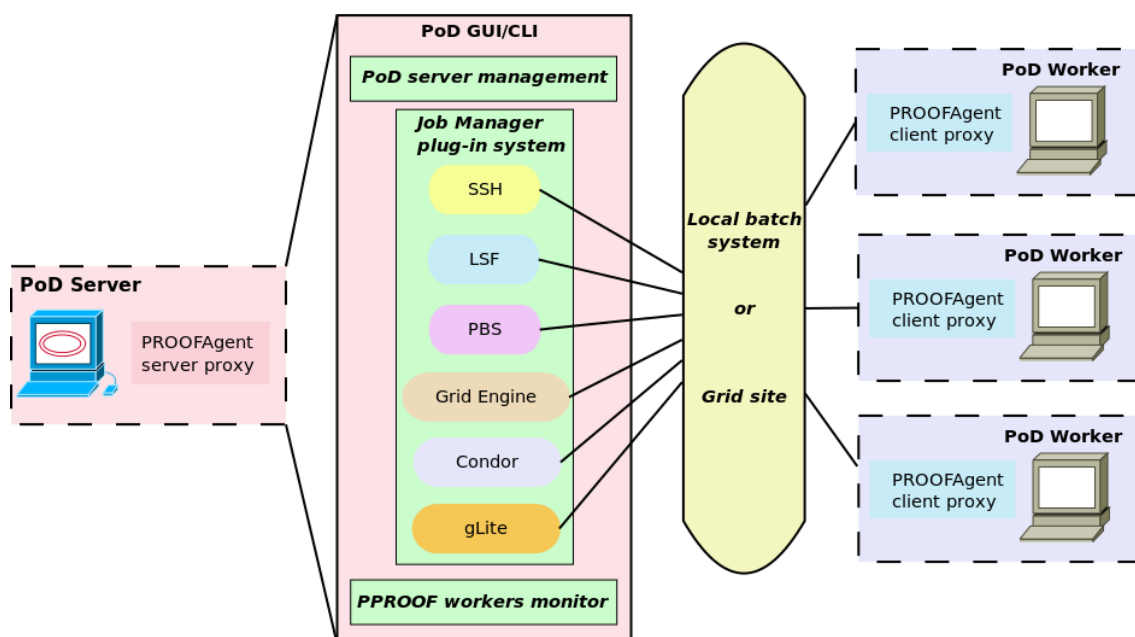 PoD GUI/CLI
PoD server management
Job Manager
plug-in system
SSH
LSF
PBS
Grid Engine
Condor
gLite
PPROOF workers monitor
PoD Server
PROOFAgent
server proxy
Local batch
system
or
Grid site
PoD Worker
PROOFAgent
client proxy
PoD Worker
PROOFAgent
client proxy
PoD Worker
PROOFAgent
client proxy